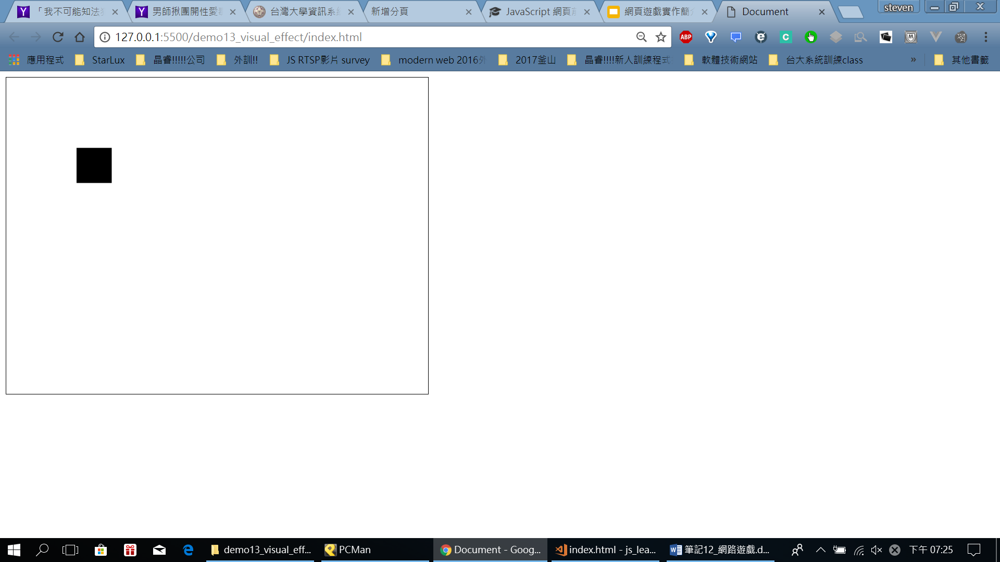 「我不可能知法
男師揪團開性愛
台灣大學資訊系
新增分頁
JavaScript 網頁
網頁遊戲實作簡
Document
steven
127.0.0.1:5500/demo13_visual_effect/index.html
ABP
應用程式
StarLux
晶睿!!!!!公司
外訓!!
JS RTSP影片 survey
modern web 2016外
2017釜山
晶睿!!!!新人訓練程式
軟體技術網站
台大系統訓練class
»
其他書籤
demo13_visual_eff...
PCMan
Document - Goog...
index.html - js_lea...
筆記12_網路遊戲.d...
下午 07:25